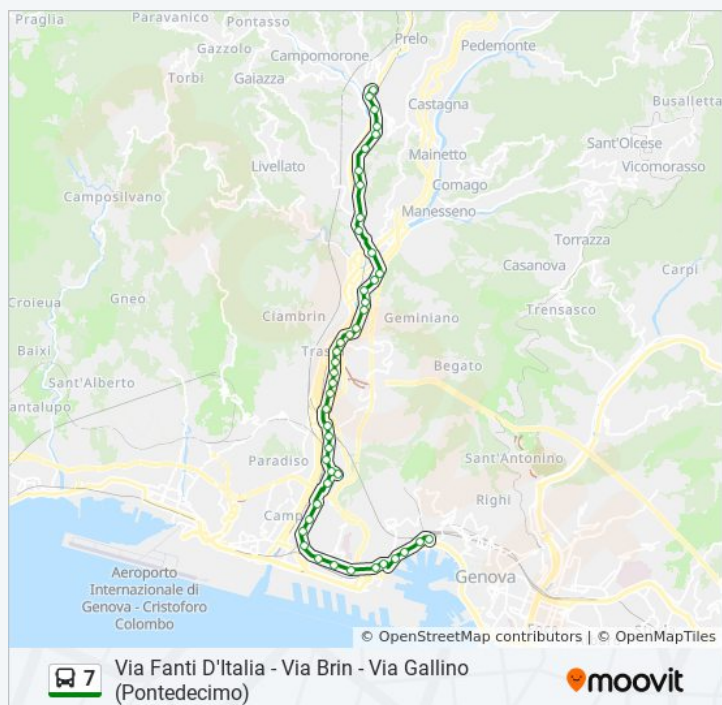 Praglia
Paravanico
Pontasso
Prelo
Gazzolo
Campomorone
Pedemonte
Torbi
Gaiazza
Castagna
Busalletta
Sant'Olcese
Mainetto
Livellato
Vicomorasso
Comago
Camposilvano
Manesseno
Torrazza
Casanova
Carpi
Croieua
Gneo
Trensasco
Ciambrin
Geminiano
Baixi
Trasta
Begato
Sant'Alberto
antalupo
Sant'Antonino
Paradiso
Righi
Camp
Aeroporto
Internazionale di
Genova - Cristoforo
Colombo
Genova
© OpenStreetMap contributors | © OpenMapTiles
7 Via Fanti D'Italia - Via Brin - Via Gallino
(Pontedecimo)
moovit